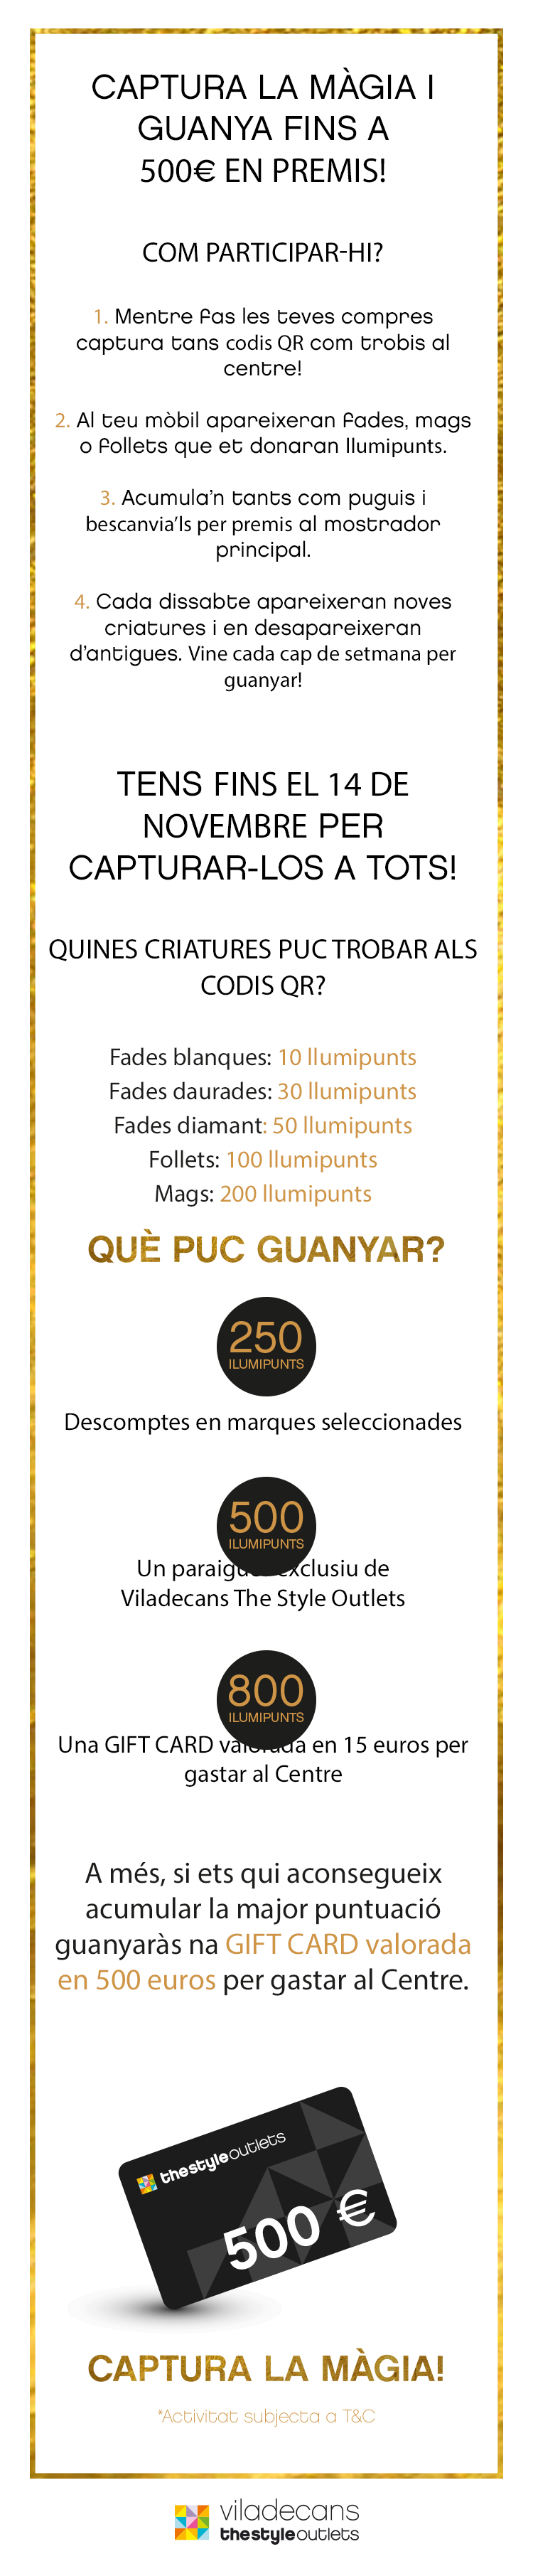 CAPTURA LA MÀGIA I
GUANYA FINS A
500€ EN PREMIS!
COM PARTICIPAR-HI?
1. Mentre fas les teves compres
captura tans codis QR com trobis al
centre!
2. Al teu mòbil apareixeran fades, mags
o follets que et donaran llumipunts.
3. Acumula’n tants com puguis i
bescanvia’ls per premis al mostrador
principal.
4. Cada dissabte apareixeran noves
criatures i en desapareixeran
d’antigues. Vine cada cap de setmana per
guanyar!
TENS FINS EL 14 DE
NOVEMBRE PER
CAPTURAR-LOS A TOTS!
QUINES CRIATURES PUC TROBAR ALS
CODIS QR?
Fades blanques: 10 llumipunts
Fades daurades: 30 llumipunts
Fades diamant: 50 llumipunts
Follets: 100 llumipunts
Mags: 200 llumipunts
QUÈ PUC GUANYAR?
250
ILUMIPUNTS
Descomptes en marques seleccionades
500
ILUMIPUNTS
Un paraigua exclusiu de
Viladecans The Style Outlets
800
ILUMIPUNTS
Una GIFT CARD valorada en 15 euros per
gastar al Centre
A més, si ets qui aconsegueix
acumular la major puntuació
guanyaràs na GIFT CARD valorada
en 500 euros per gastar al Centre.
thestyleoutlets
500 €
CAPTURA LA MÀGIA!
*Activitat subjecta a T&C
viladecans
thestyleoutlets